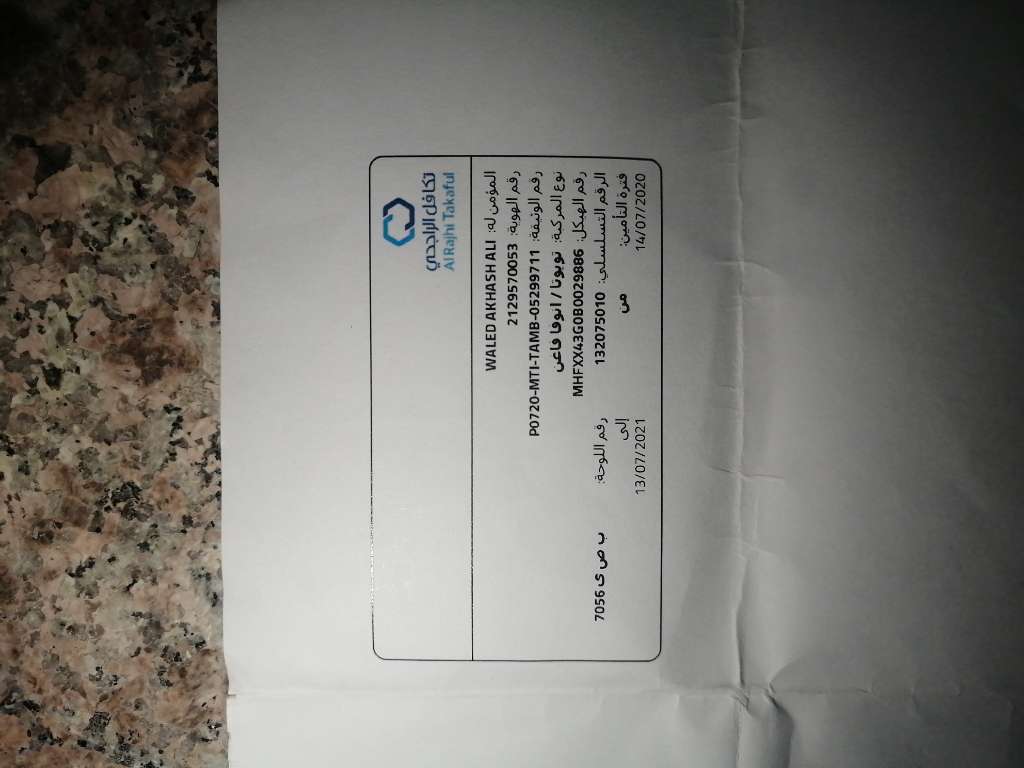 تكافل الراجحي
Al Rajhi Takaful
المؤمن له: WALED AKHASH ALI
رقم الهوية: 2129570053
رقم الوثيقة: P0720-MTI-TAMB-05299711
نوع المركبة: تويوتا / انوفا فاعن
رقم الهيكل: MHFXX43G0B0029886
الرقم التسلسلي: 132075010 رقم اللوحة: ب ص ى 7056
فترة التأمين: من إلى
14/07/2020 13/07/2021